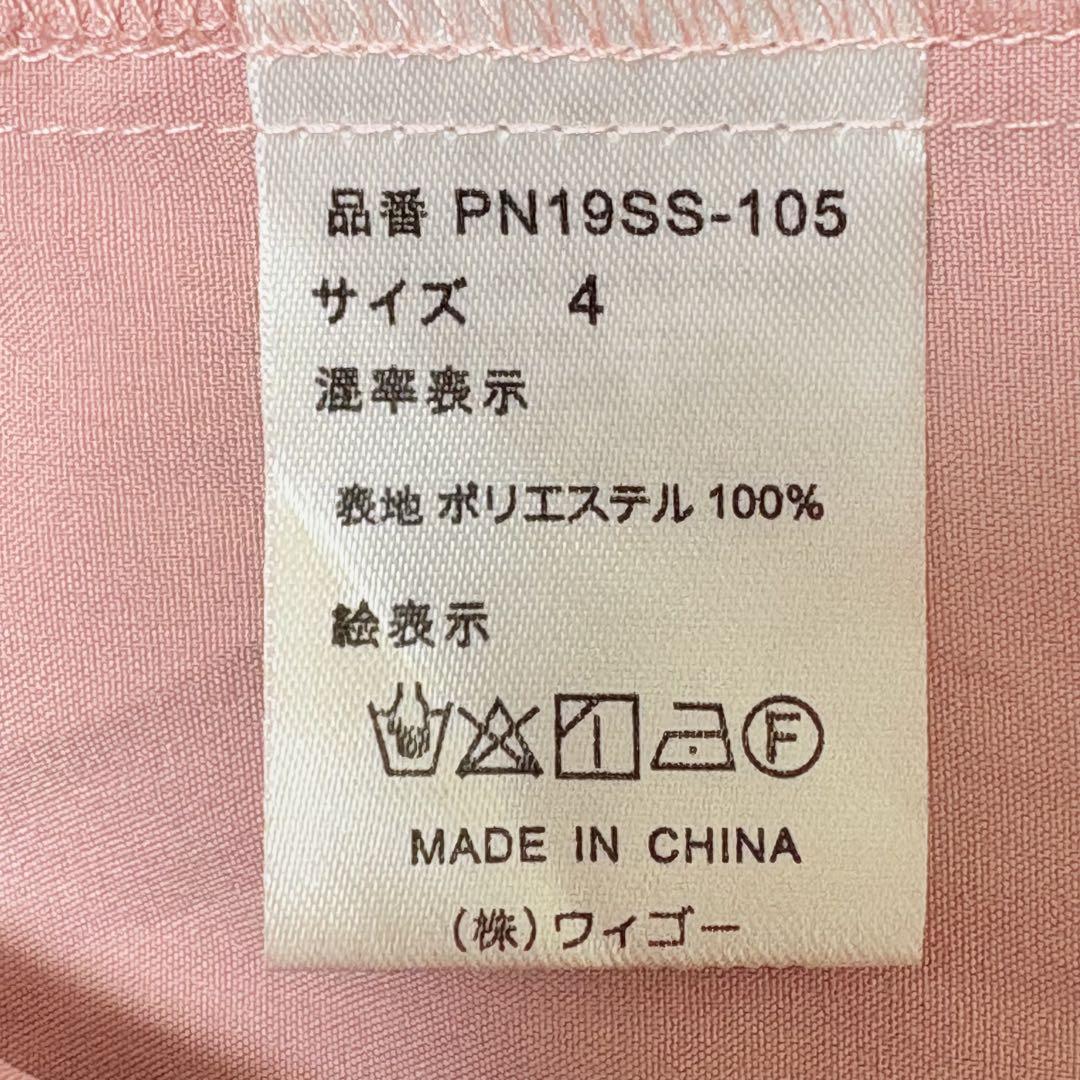 品番 PN19SS-105
サイズ 4
混率表示
表地 ポリエステル 100%
絵表示
F
MADE IN CHINA
(株)ワィゴー